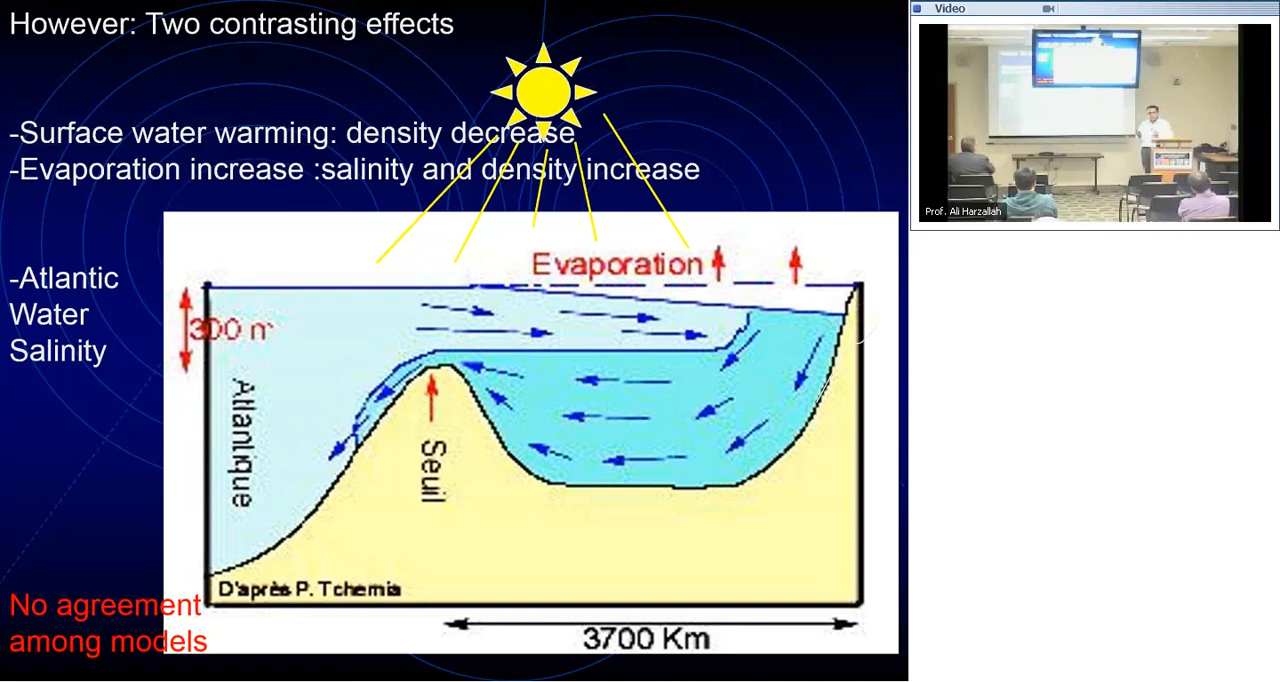 However: Two contrasting effects
-Surface water warming: density decrease
-Evaporation increase :salinity and density increase
-Atlantic
Water
Salinity
Evaporation
300 m
Atlantique
Seuil
D'après P. Tchernia
3700 Km
No agreement
among models
Video
Prof. Ali Harzallah